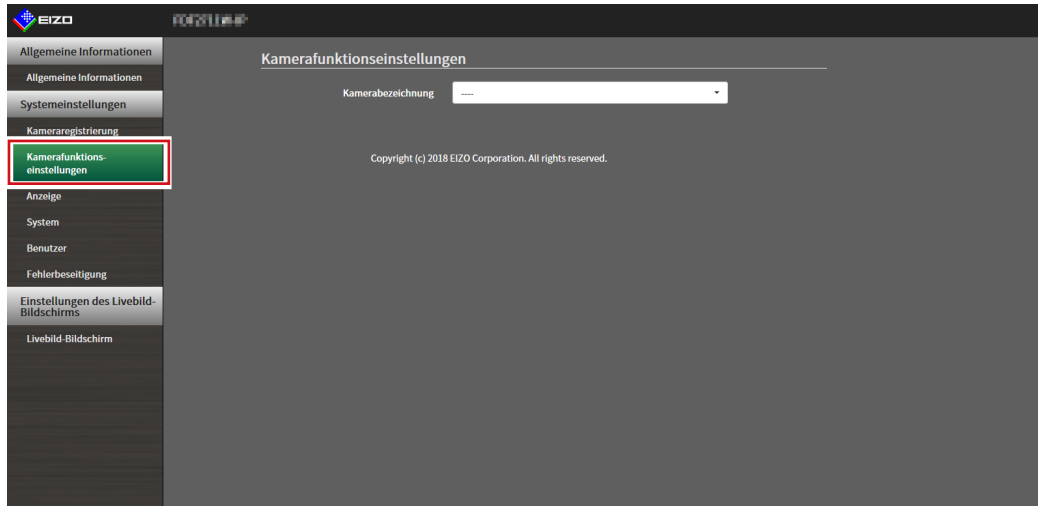 EIZO
Allgemeine Informationen
Allgemeine Informationen
Systemeinstellungen
Kameraregistrierung
Kamerafunktions-
einstellungen
Anzeige
System
Benutzer
Fehlerbeseitigung
Einstellungen des Livebild-
Bildschirms
Livebild-Bildschirm
Kamerafunktionseinstellungen
Kamerabezeichnung ----
Copyright (c) 2018 EIZO Corporation. All rights reserved.